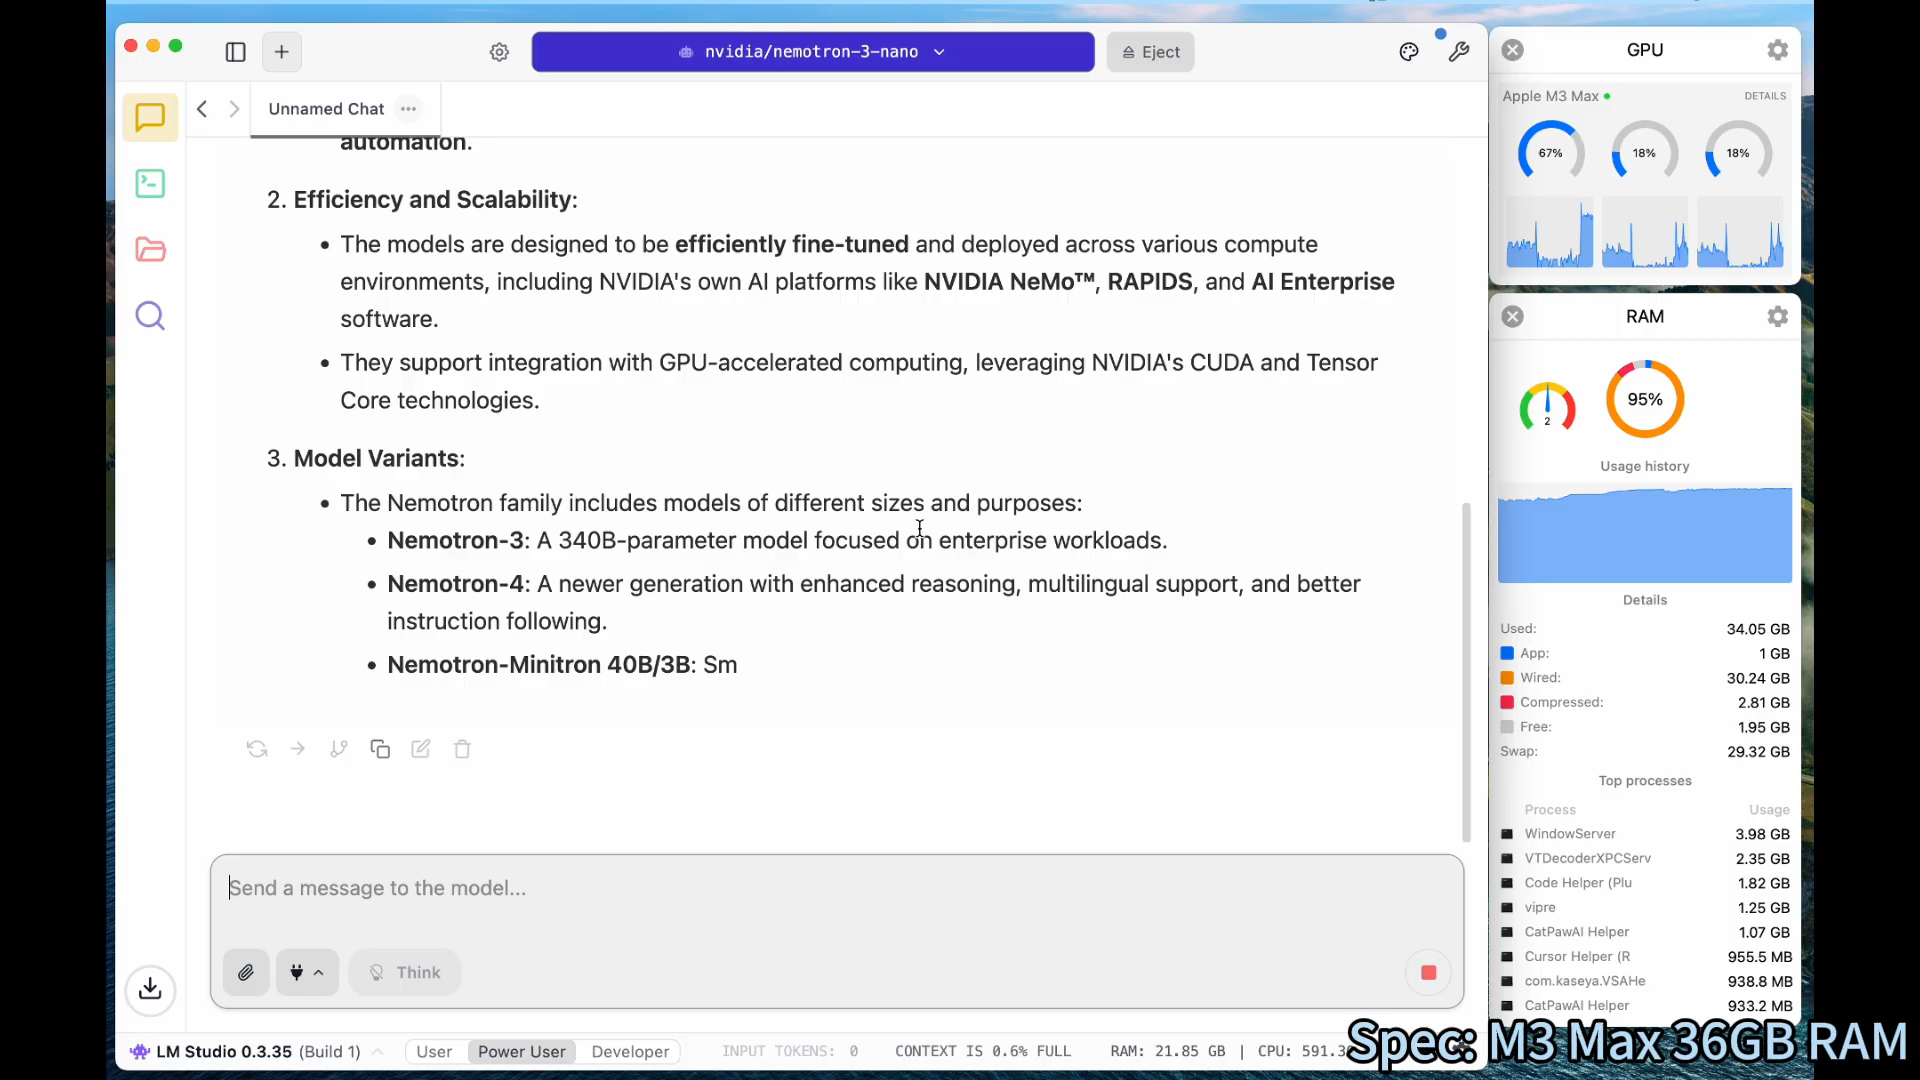 nvidia/nemotron-3-nano
Eject
Unnamed Chat
automation.
2. Efficiency and Scalability:
• The models are designed to be efficiently fine-tuned and deployed across various compute
environments, including NVIDIA's own AI platforms like NVIDIA NeMo™, RAPIDS, and AI Enterprise
software.
• They support integration with GPU-accelerated computing, leveraging NVIDIA's CUDA and Tensor
Core technologies.
3. Model Variants:
• The Nemotron family includes models of different sizes and purposes:
• Nemotron-3: A 340B-parameter model focused on enterprise workloads.
• Nemotron-4: A newer generation with enhanced reasoning, multilingual support, and better
instruction following.
• Nemotron-Minitron 40B/3B: Sm
Send a message to the model...
Think
LM Studio 0.3.35 (Build 1)
User
Power User
Developer
INPUT TOKENS: 0
CONTEXT IS 0.6% FULL
RAM: 21.85 GB | CPU: 591.3
GPU
Apple M3 Max
DETAILS
67%
18%
18%
RAM
2
95%
Usage history
Details
Used: 34.05 GB
App: 1 GB
Wired: 30.24 GB
Compressed: 2.81 GB
Free: 1.95 GB
Swap: 29.32 GB
Top processes
Process Usage
WindowServer 3.98 GB
VTDecoderXPCServ 2.35 GB
Code Helper (Plu 1.82 GB
vipre 1.25 GB
CatPawAI Helper 1.07 GB
Cursor Helper (R 955.5 MB
com.kaseya.VSAHe 938.8 MB
CatPawAI Helper 933.2 MB
Spec: M3 Max 36GB RAM